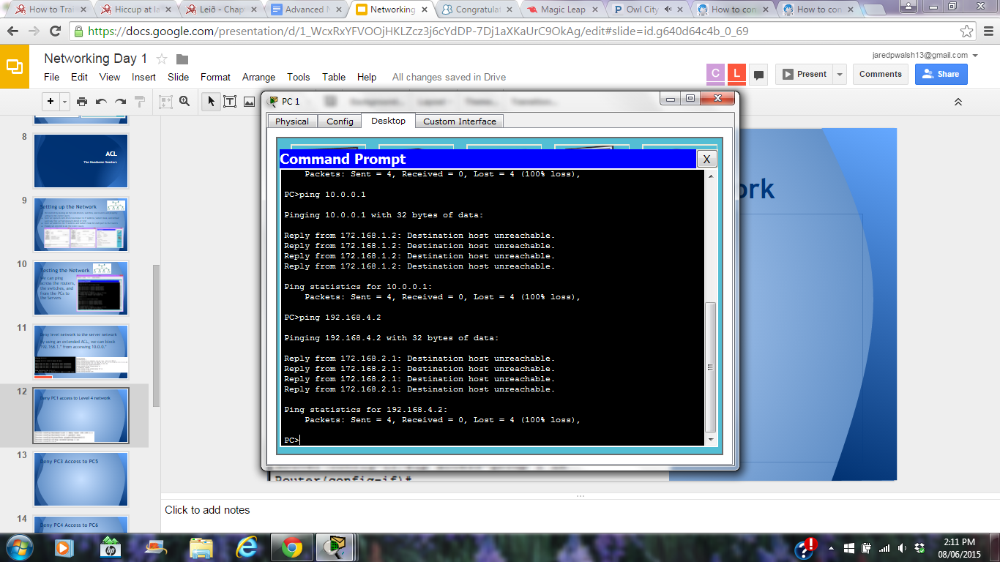 How to Trai
Hiccup at la
Leið - Chap
Advanced N
Networking
Congratulat
Magic Leap
Owl City
How to con
How to con
https://docs.google.com/presentation/d/1_WcxRxYFVOOjHKLZcz3j6cYdDP-7Dj1aXKaUrC3OkAg/edit#slide=id.g640d64c4b_0_69
Networking Day 1
jaredpwalsh13@gmail.com
File Edit View Insert Slide Format Arrange Tools Table Help All changes saved in Drive
C L Present Comments Share
Background... Layout Theme... Transition...
PC 1
Physical Config Desktop Custom Interface
Command Prompt X
Packets: Sent = 4, Received = 0, Lost = 4 (100% loss),
PC>ping 10.0.0.1
Pinging 10.0.0.1 with 32 bytes of data:
Reply from 172.168.1.2: Destination host unreachable.
Reply from 172.168.1.2: Destination host unreachable.
Reply from 172.168.1.2: Destination host unreachable.
Reply from 172.168.1.2: Destination host unreachable.
Ping statistics for 10.0.0.1:
Packets: Sent = 4, Received = 0, Lost = 4 (100% loss),
PC>ping 192.168.4.2
Pinging 192.168.4.2 with 32 bytes of data:
Reply from 172.168.2.1: Destination host unreachable.
Reply from 172.168.2.1: Destination host unreachable.
Reply from 172.168.2.1: Destination host unreachable.
Reply from 172.168.2.1: Destination host unreachable.
Ping statistics for 192.168.4.2:
Packets: Sent = 4, Received = 0, Lost = 4 (100% loss),
PC>
ork
Router(config-if)#
8
ACL
The Handsome Senators
9
Setting up the Network
10
Testing the Network
We can ping
across the routers,
the switches, and
from the PCs to
the Servers
11
Deny level network to the server network
By using an extended ACL, we can block
192.168.1.* from accessing 10.0.0.*
12
Deny PC1 access to Level 4 network
13
Deny PC3 Access to PC5
14
Deny PC4 Access to PC6
Click to add notes
2:11 PM
08/06/2015